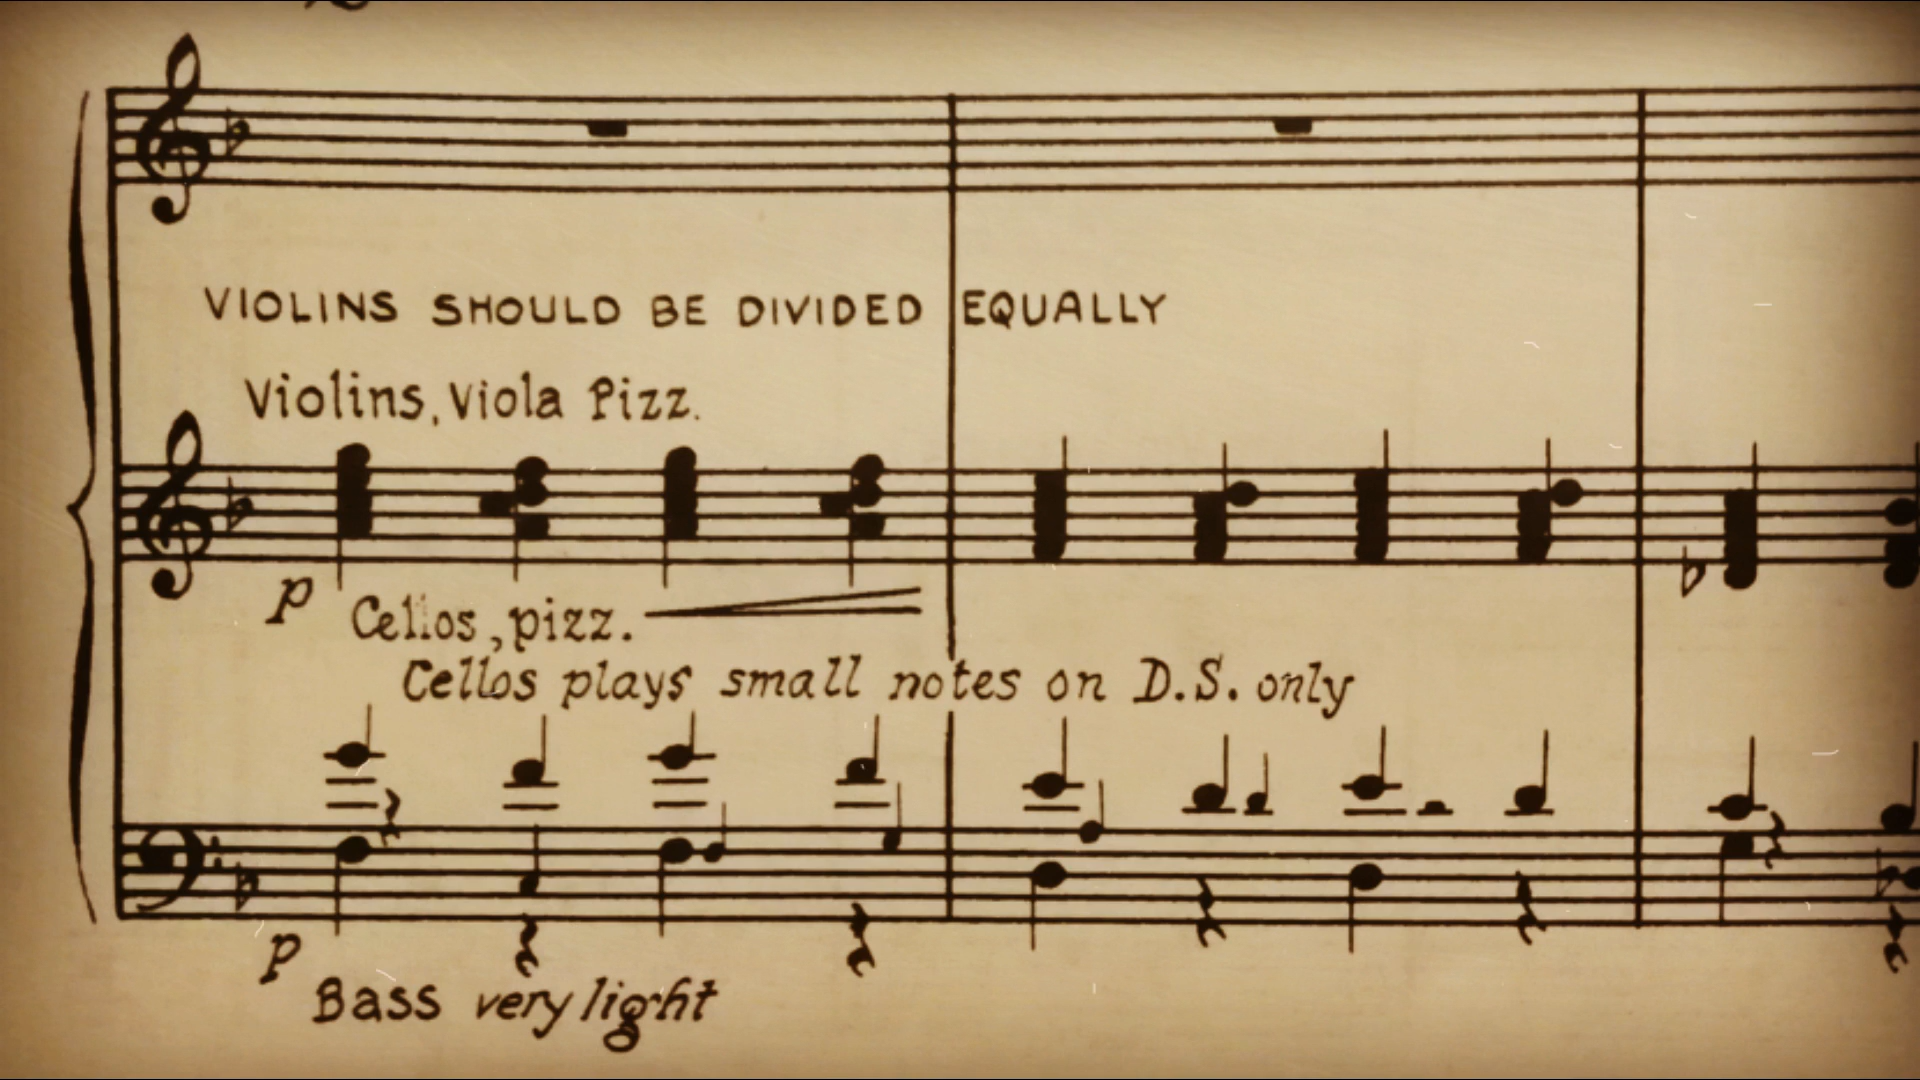 VIOLINS SHOULD BE DIVIDED EQUALLY
Violins, Viola Pizz.
p
Cellos, pizz.
Cellos plays small notes on D.S. only
p
Bass very light